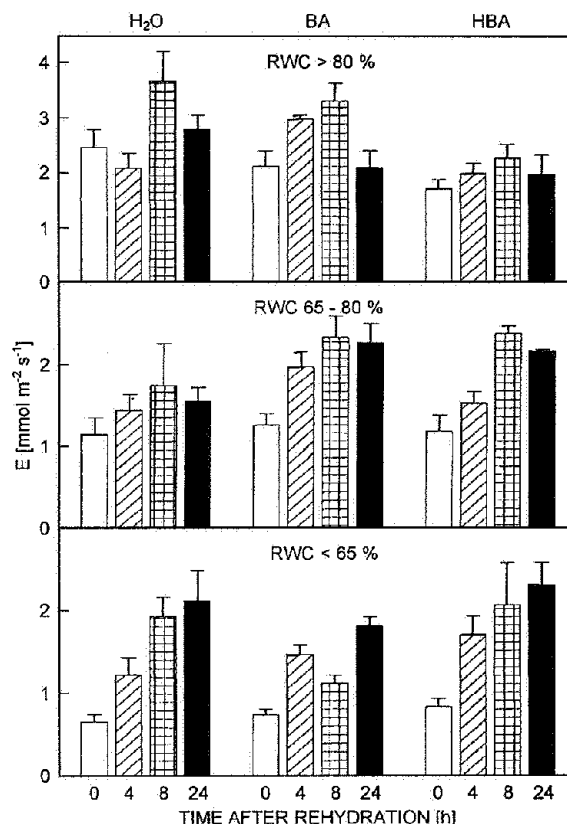 H₂O BA HBA
RWC > 80 %
4
3
2
1
0
RWC 65 - 80 %
2
1
0
E [mmol m⁻² s⁻¹]
RWC < 65 %
2
1
0
0 4 8 24 0 4 8 24 0 4 8 24
TIME AFTER REHYDRATION [h]